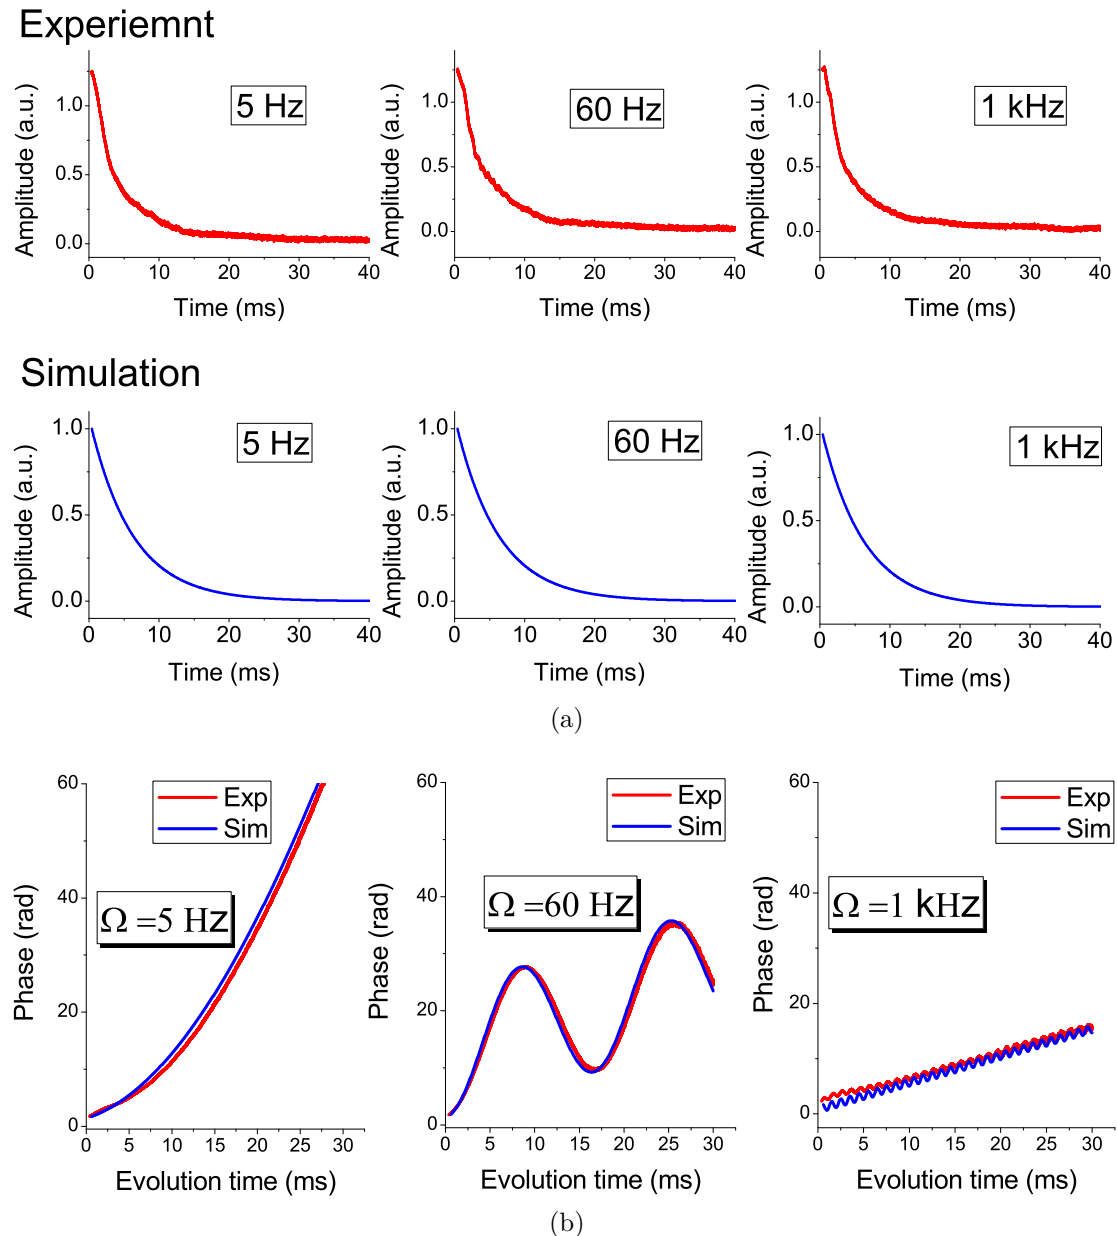 Experiemnt
5 Hz
60 Hz
1 kHz
Amplitude (a.u.)
1.0
0.5
0.0
0 10 20 30 40
Time (ms)
Amplitude (a.u.)
1.0
0.5
0.0
0 10 20 30 40
Time (ms)
Amplitude (a.u.)
1.0
0.5
0.0
0 10 20 30 40
Time (ms)
Simulation
5 Hz
60 Hz
1 kHz
Amplitude (a.u.)
1.0
0.5
0.0
0 10 20 30 40
Time (ms)
Amplitude (a.u.)
1.0
0.5
0.0
0 10 20 30 40
Time (ms)
Amplitude (a.u.)
1.0
0.5
0.0
0 10 20 30 40
Time (ms)
(a)
Exp
Sim
Ω =5 Hz
Phase (rad)
60
40
20
0
0 5 10 15 20 25 30
Evolution time (ms)
Exp
Sim
Ω =60 Hz
Phase (rad)
60
40
20
0
0 5 10 15 20 25 30
Evolution time (ms)
Exp
Sim
Ω =1 kHz
Phase (rad)
60
40
20
0
0 5 10 15 20 25 30
Evolution time (ms)
(b)